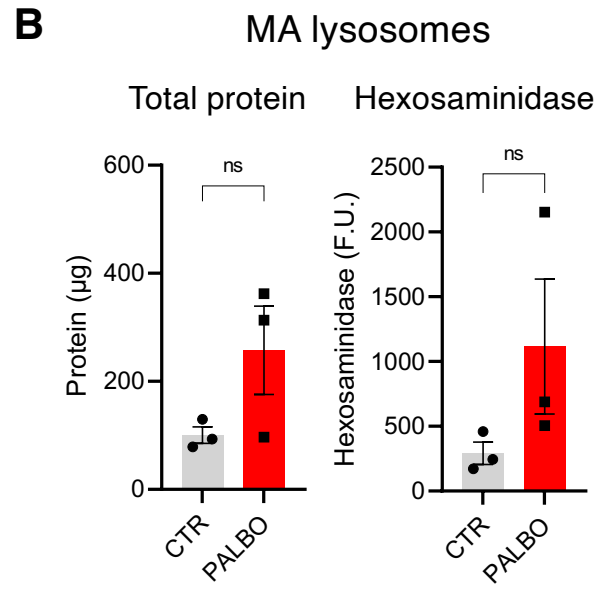 B
MA lysosomes
Total protein
Protein (µg)
600
400
200
0
ns
CTR
PALBO
Hexosaminidase
Hexosaminidase (F.U.)
2500
2000
1500
1000
500
0
ns
CTR
PALBO